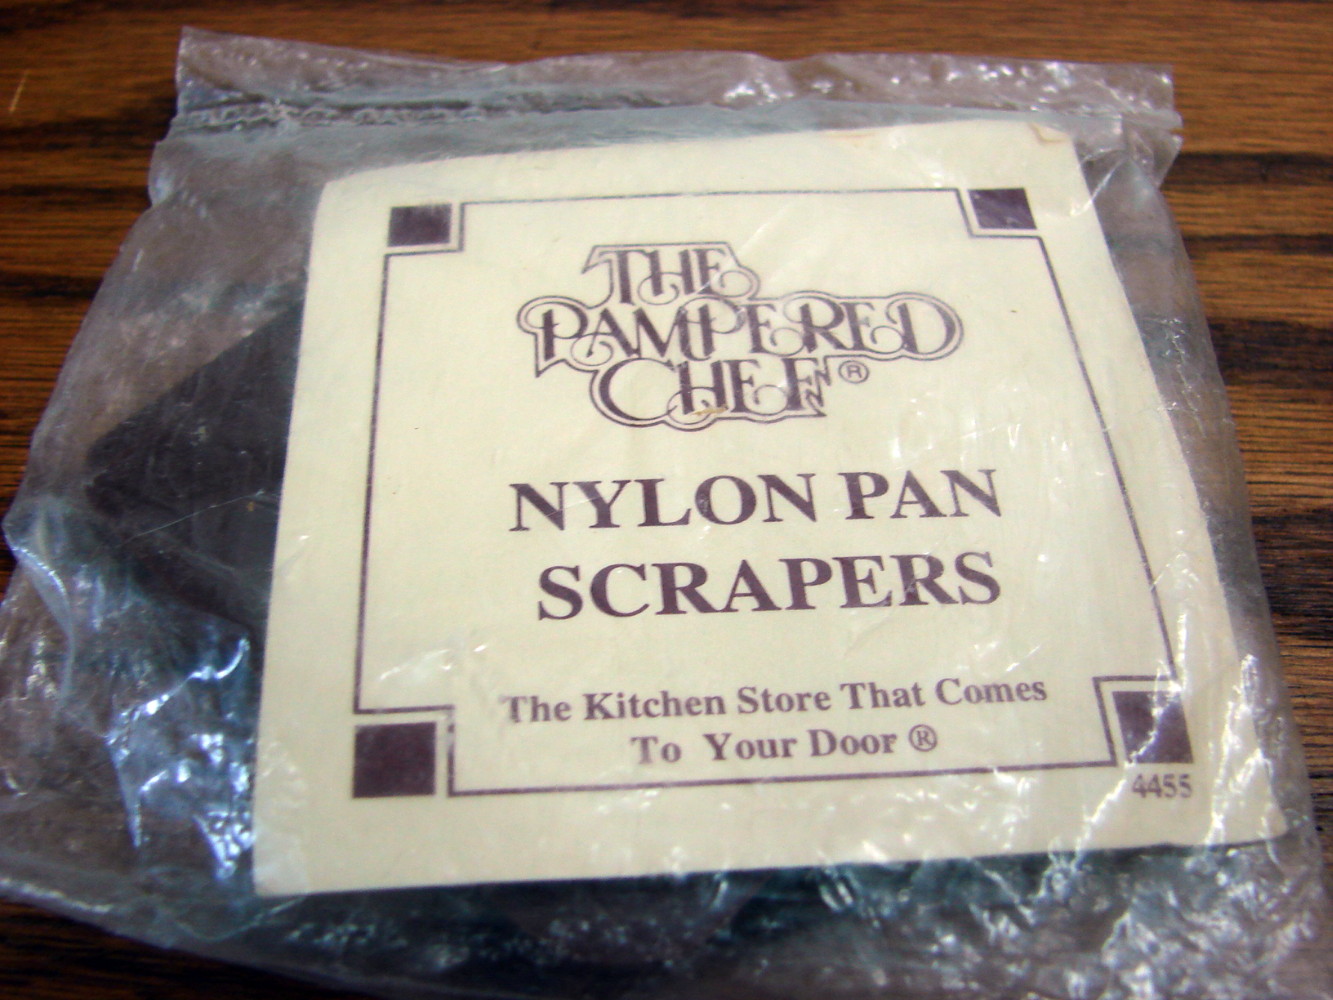 THE
PAMPERED
CHEF ®
NYLON PAN
SCRAPERS
The Kitchen Store That Comes
To Your Door ®
4455